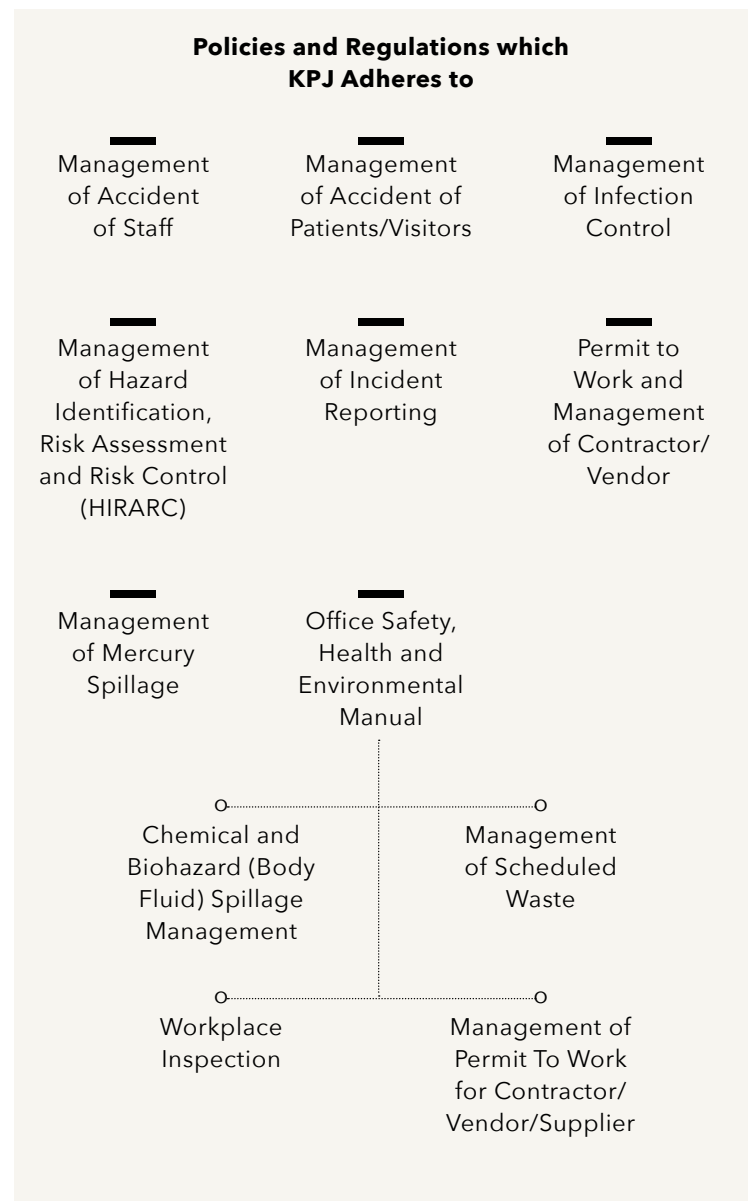 Policies and Regulations which
KPJ Adheres to
Management
of Accident
of Staff
Management
of Accident of
Patients/Visitors
Management
of Infection
Control
Management
of Hazard
Identification,
Risk Assessment
and Risk Control
(HIRARC)
Management
of Incident
Reporting
Permit to
Work and
Management
of Contractor/
Vendor
Management
of Mercury
Spillage
Office Safety,
Health and
Environmental
Manual
Chemical and
Biohazard (Body
Fluid) Spillage
Management
Management
of Scheduled
Waste
Workplace
Inspection
Management of
Permit To Work
for Contractor/
Vendor/Supplier